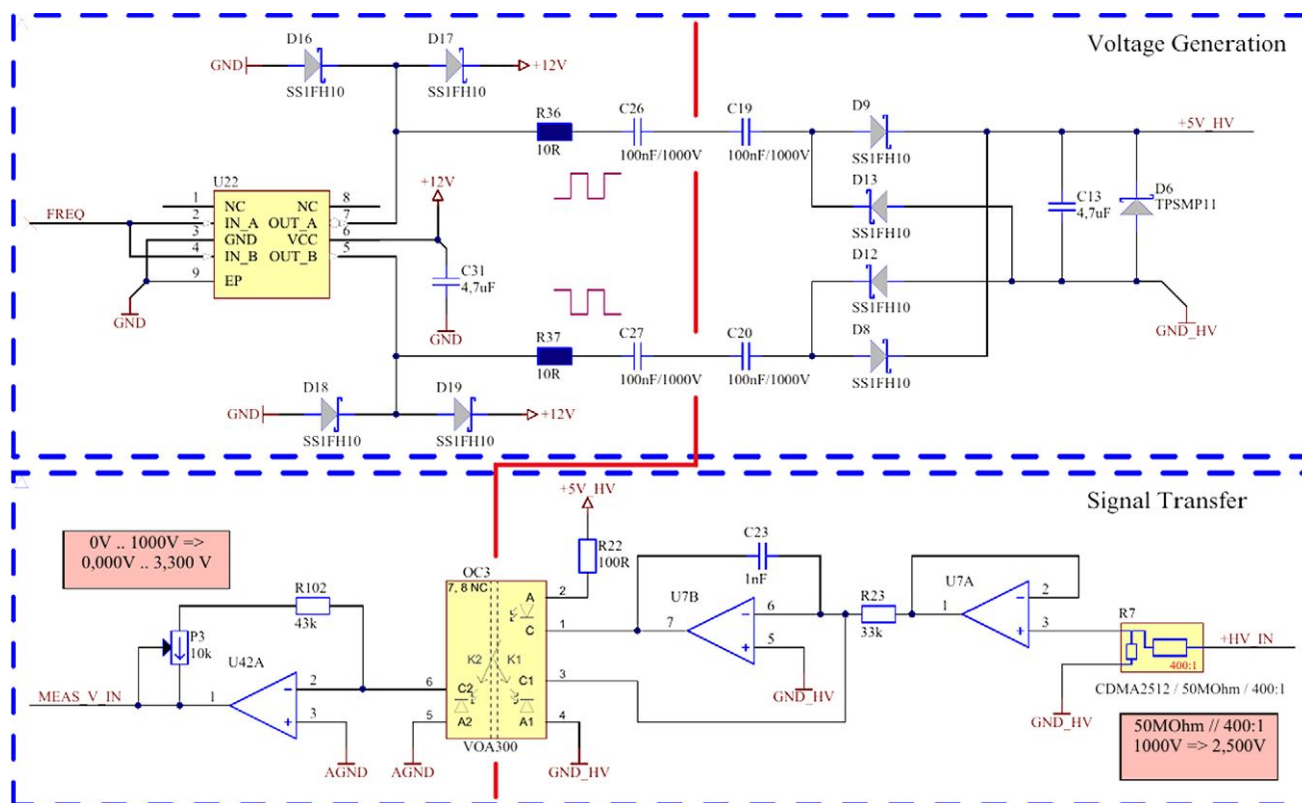 Voltage Generation
D16
D17
GND
+12V
SS1FH10
SS1FH10
R36
10R
C26
100nF/1000V
C19
100nF/1000V
D9
SS1FH10
+5V_HV
D13
SS1FH10
C13
4,7uF
D6
TPSMP11
U22
+12V
FREQ
1
NC
NC
8
2
IN_A
OUT_A
7
3
GND
VCC
6
4
IN_B
OUT_B
5
9
EP
C31
4,7uF
GND
GND
D12
SS1FH10
GND_HV
R37
10R
C27
100nF/1000V
C20
100nF/1000V
D8
SS1FH10
D18
D19
GND
+12V
SS1FH10
SS1FH10
Signal Transfer
0V .. 1000V =>
0,000V .. 3,300 V
+5V_HV
R22
100R
C23
1nF
OC3
7, 8 NC
A
2
C
1
K2
K1
C2
6
C1
3
A2
5
A1
4
VOA300
R102
43k
P3
10k
U42A
MEAS_V_IN
1
2
3
AGND
AGND
GND_HV
U7B
7
6
5
GND_HV
R23
33k
U7A
1
2
3
R7
400:1
+HV_IN
CDMA2512 / 50MOhm / 400:1
GND_HV
50MOhm // 400:1
1000V => 2,500V